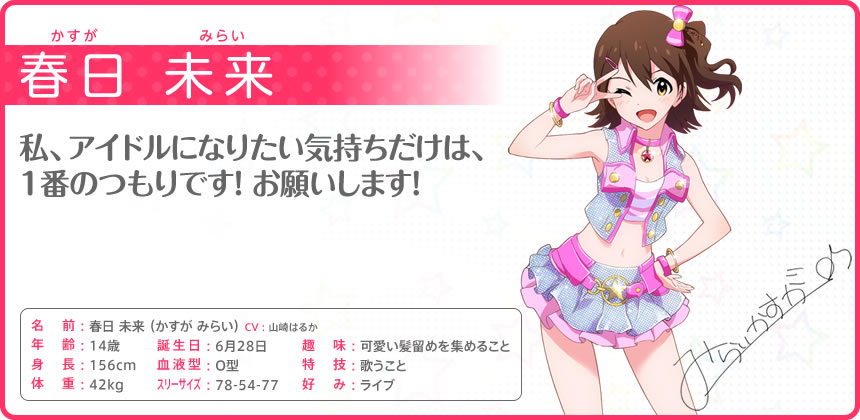 かすが みらい
春日 未来
私、アイドルになりたい気持ちだけは、
1番のつもりです! お願いします!
名 前:春日 未来 (かすが みらい) CV:山崎はるか
年 齢:14歳 誕生日:6月28日 趣 味:可愛い髪留めを集めること
身 長:156cm 血液型:O型 特 技:歌うこと
体 重:42kg スリーサイズ:78-54-77 好 み:ライブ
みらいかすが